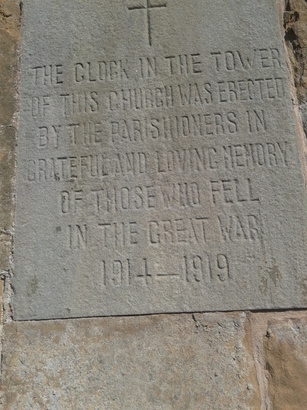 THE CLOCK IN THE TOWER
OF THIS CHURCH WAS ERECTED
BY THE PARISHIONERS IN
GRATEFUL AND LOVING MEMORY
OF THOSE WHO FELL
IN THE GREAT WAR
1914—1919